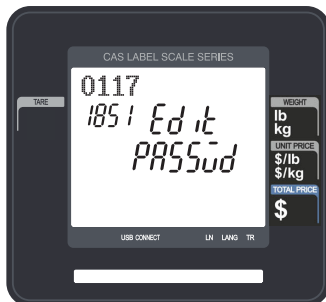 CAS LABEL SCALE SERIES
TARE
0117
1851 Edit
PASSwd
WEIGHT
lb
kg
UNIT PRICE
$/lb
$/kg
TOTAL PRICE
$
USB CONNECT LN LANG TR